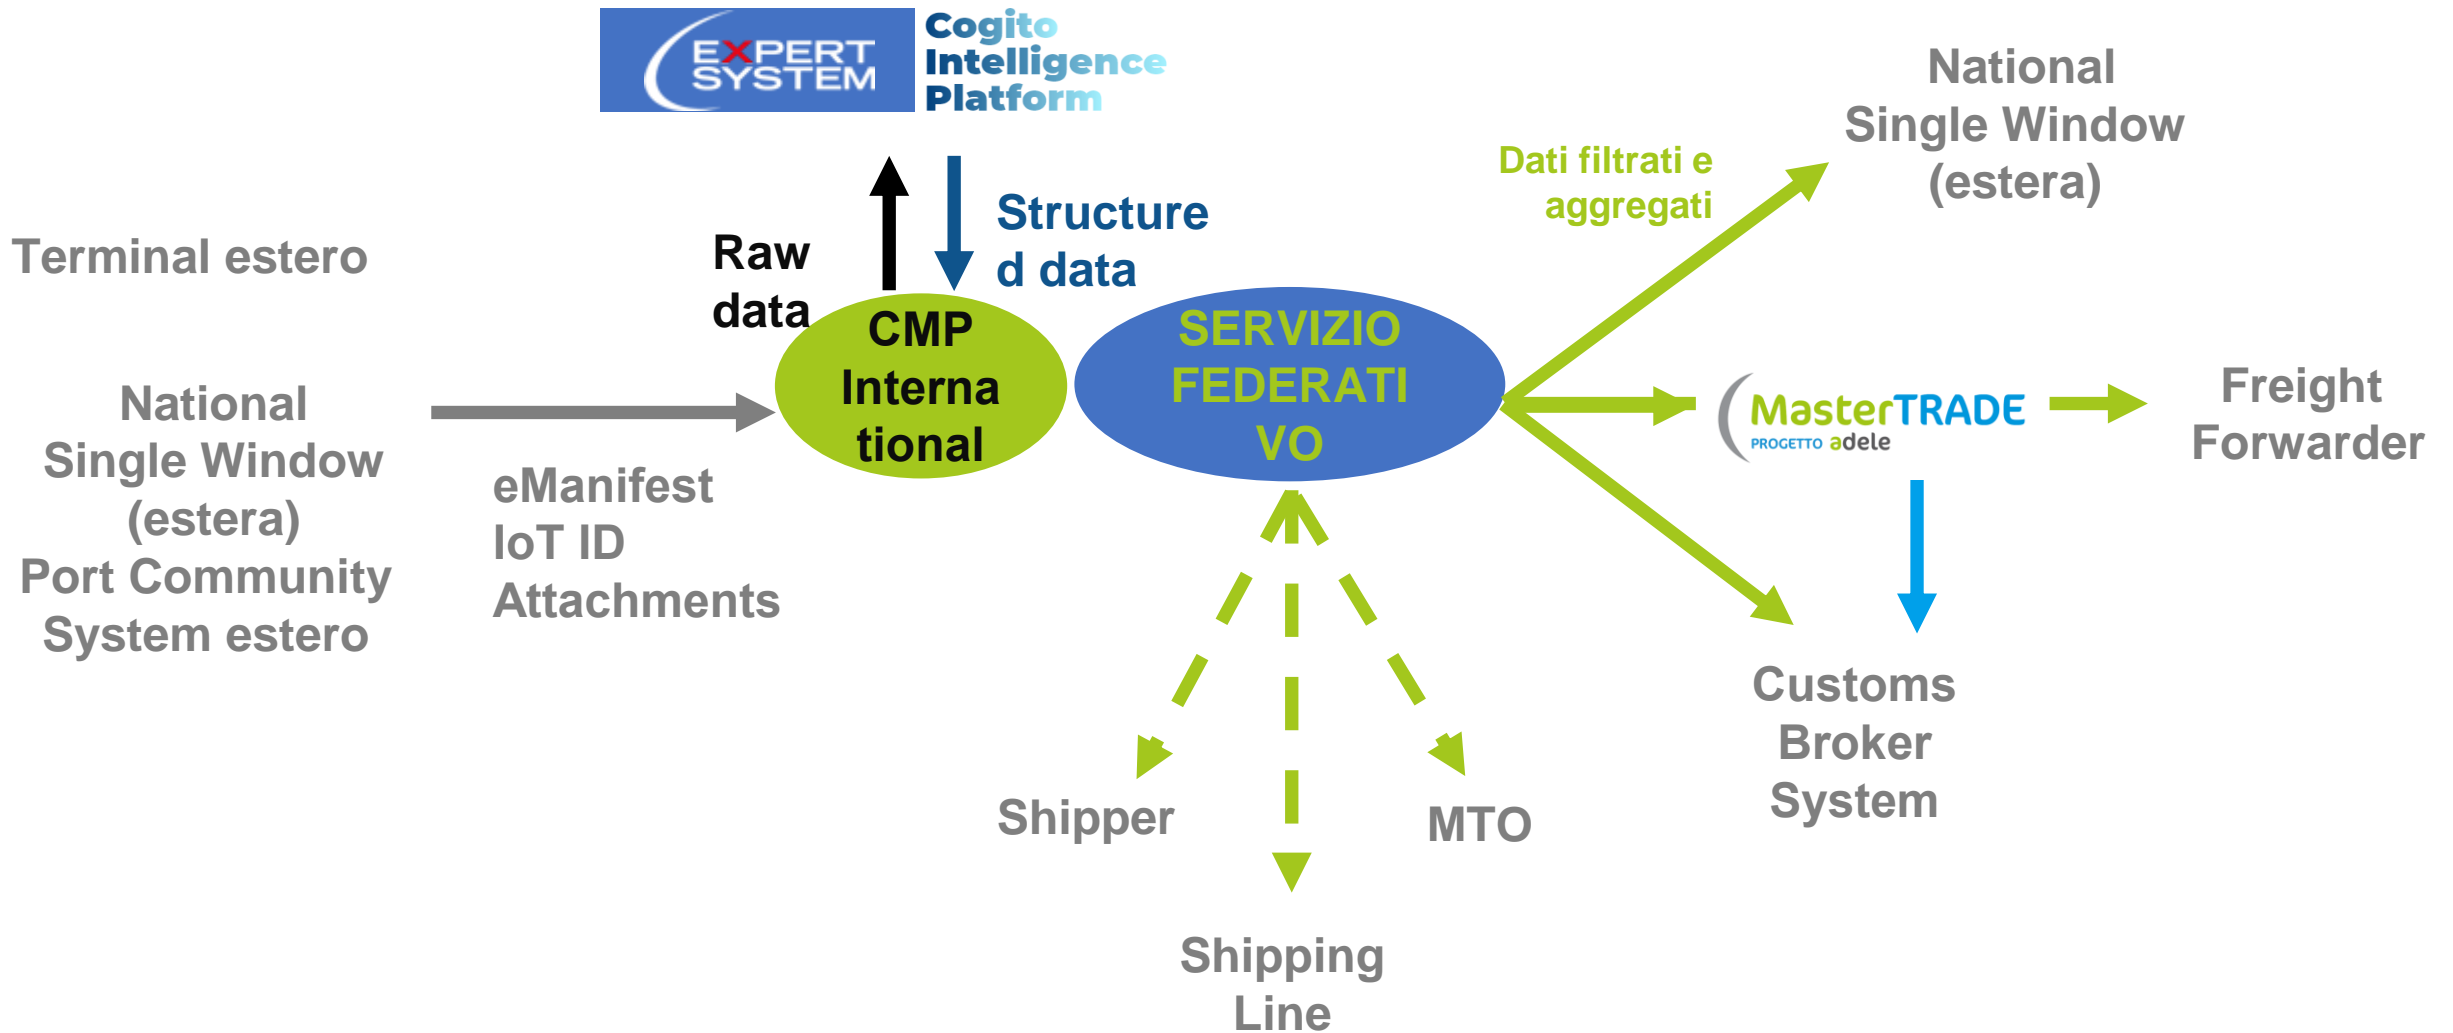 EXPERT
SYSTEM
Cogito
Intelligence
Platform
National
Single Window
(estera)
Dati filtrati e
aggregati
Structure
d data
Raw
data
Terminal estero
National
Single Window
(estera)
Port Community
System estero
eManifest
IoT ID
Attachments
CMP
Interna
tional
SERVIZIO
FEDERATI
VO
MasterTRADE
PROGETTO adele
Freight
Forwarder
Customs
Broker
System
Shipper
MTO
Shipping
Line